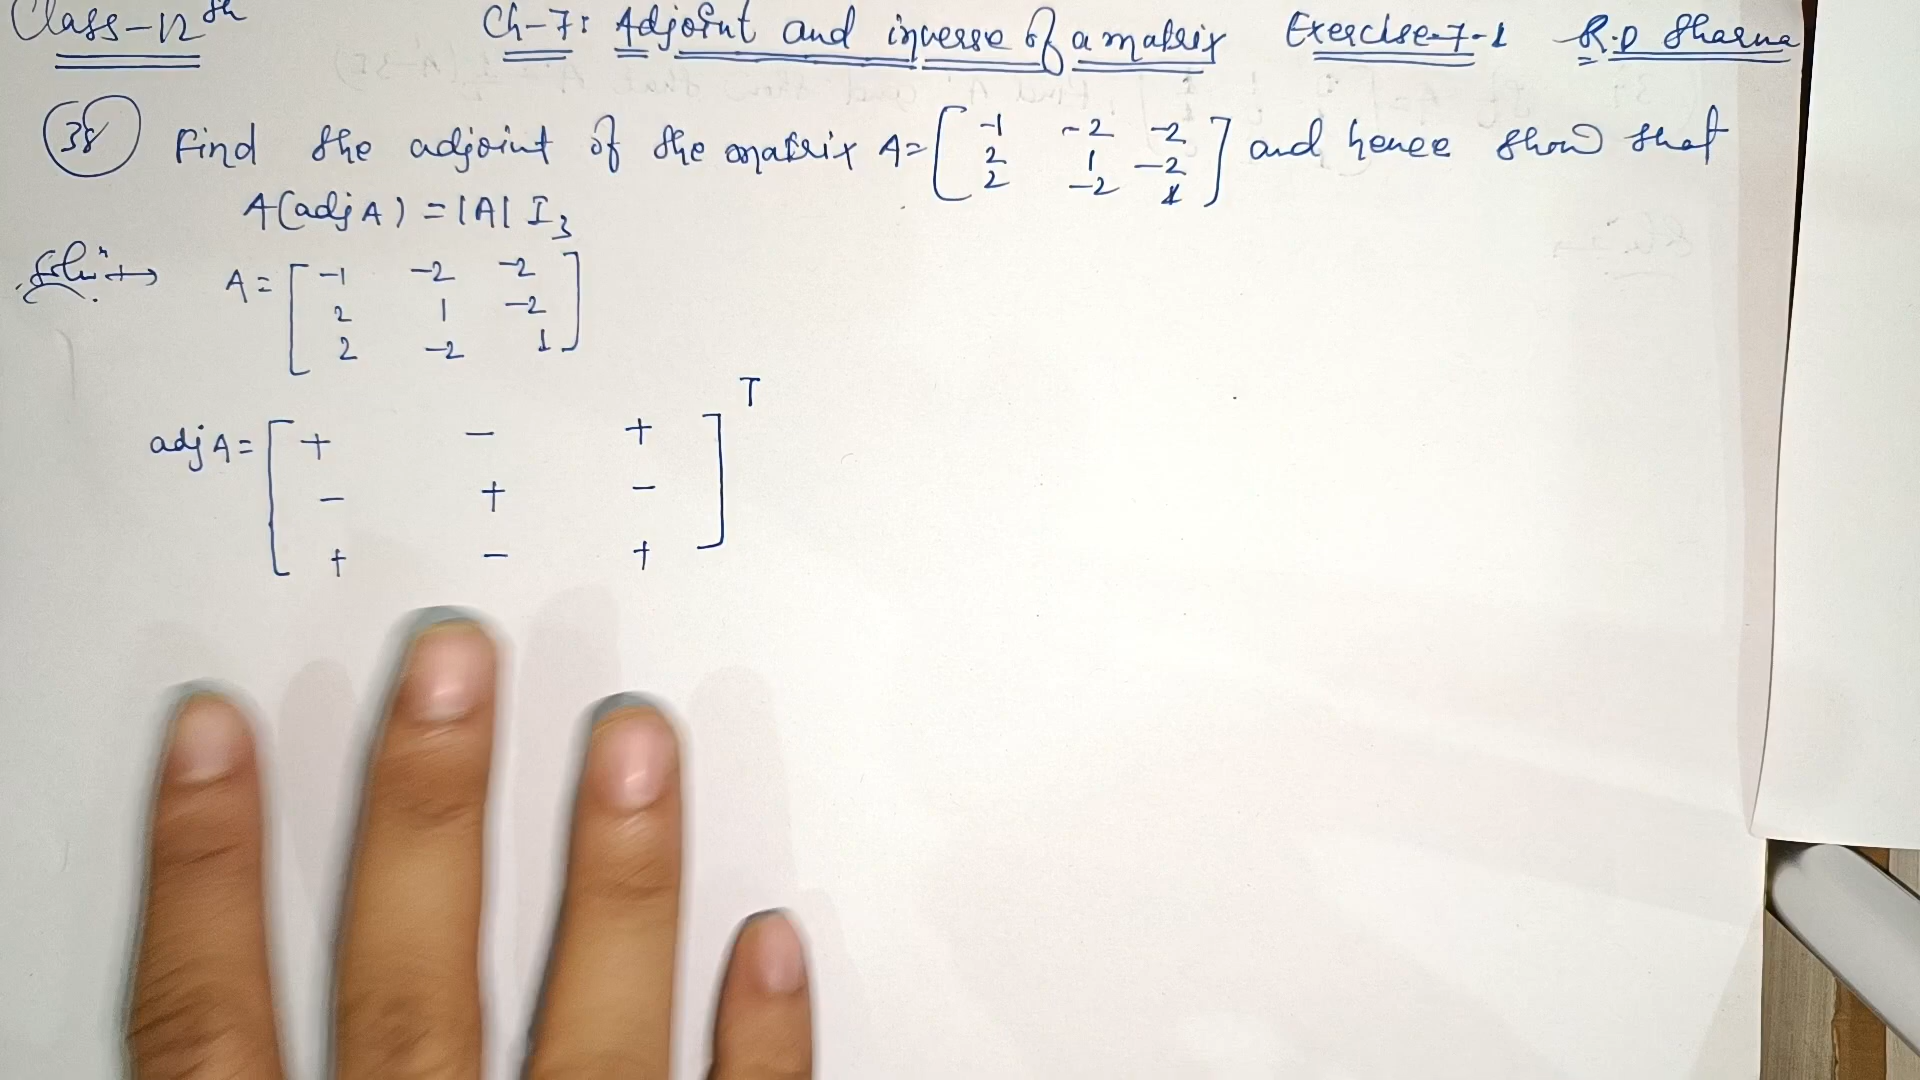 Class-12th Ch-7: Adjoint and inverse of a matrix Exercise-7.1 R.D Sharma
38 Find the adjoint of the matrix A= [ -1 -2 -2 and hence show that
2 1 -2
2 -2 1 ]
A(adj A) = |A| I3
Soluⁿ→ A= [ -1 -2 -2
2 1 -2
2 -2 1 ]
adj A= [ + - + ]T
- + -
+ - +